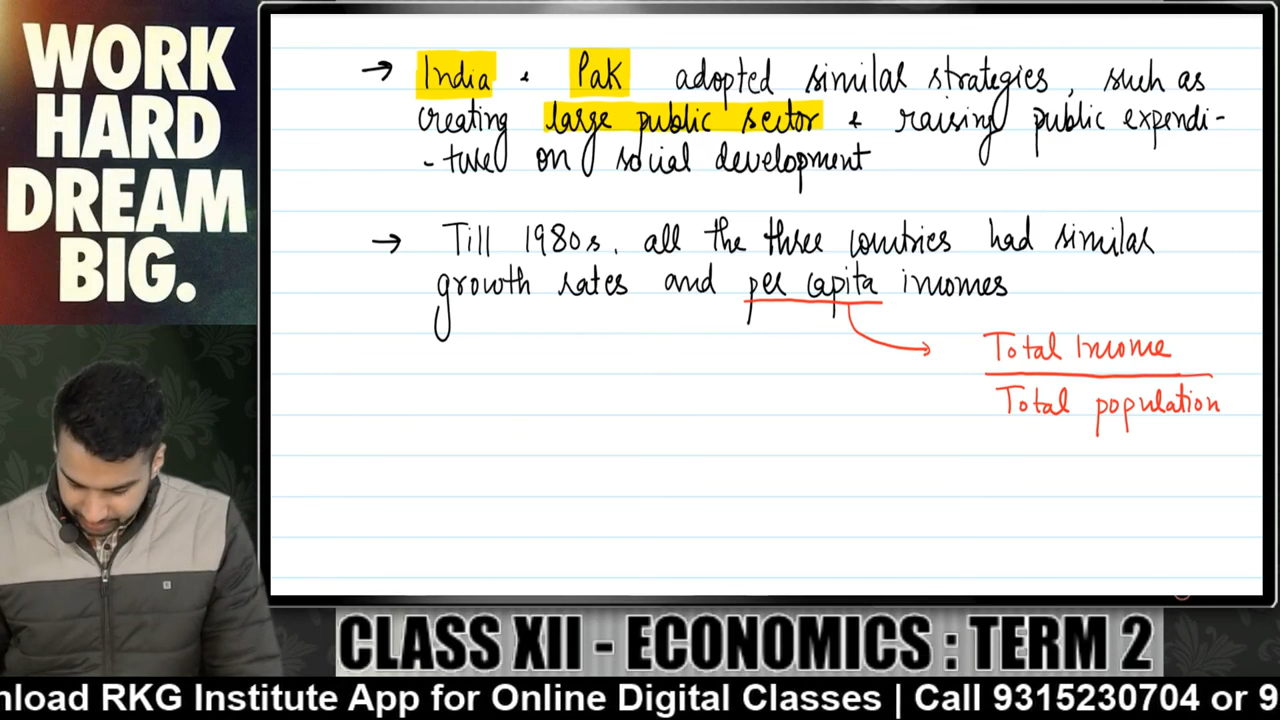 WORK
HARD
DREAM
BIG.
→ India & Pak adopted similar strategies, such as
creating large public sector & raising public expendi-
-ture on social development
→ Till 1980s, all the three countries had similar
growth rates and per capita incomes
Total Income
Total population
CLASS XII - ECONOMICS : TERM 2
nload RKG Institute App for Online Digital Classes | Call 9315230704 or 9